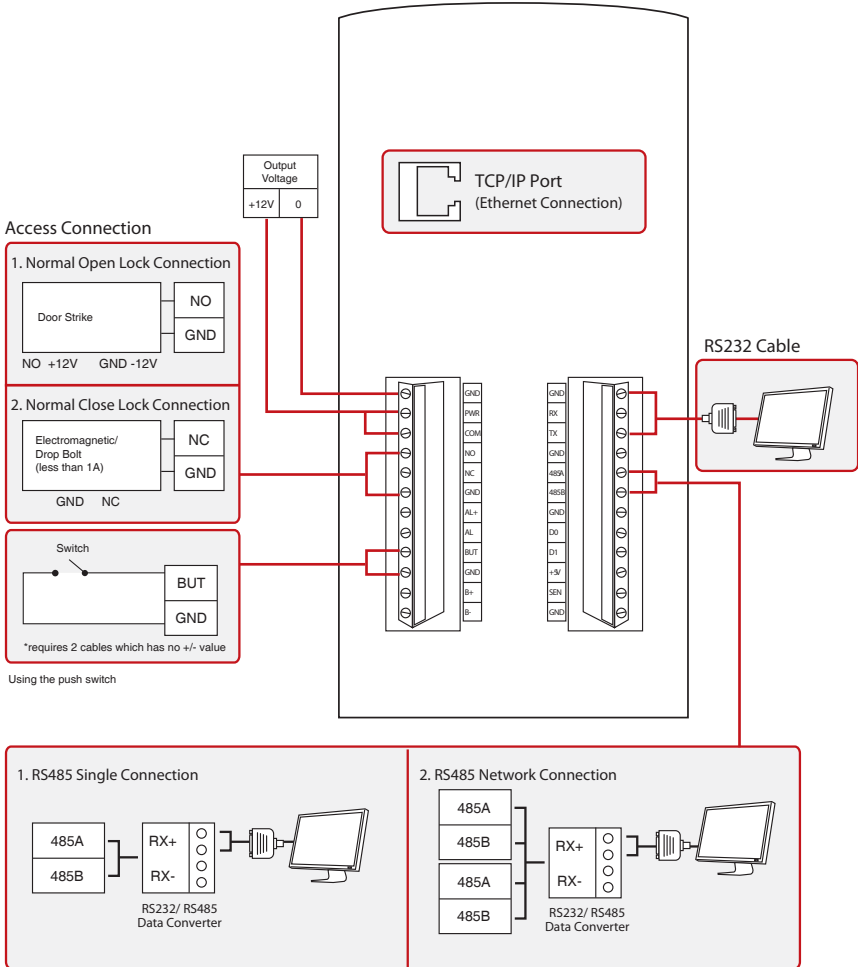 Output
Voltage
+12V 0
TCP/IP Port
(Ethernet Connection)
Access Connection
1. Normal Open Lock Connection
Door Strike
NO
GND
NO +12V GND -12V
2. Normal Close Lock Connection
Electromagnetic/
Drop Bolt
(less than 1A)
NC
GND
GND NC
Switch
BUT
GND
*requires 2 cables which has no +/- value
Using the push switch
GND
PWR
COM
NO
NC
GND
AL+
AL
BUT
GND
B+
B-
GND
RX
TX
GND
485A
485B
GND
D0
D1
+5V
SEN
GND
RS232 Cable
1. RS485 Single Connection
485A
485B
RX+
RX-
RS232/ RS485
Data Converter
2. RS485 Network Connection
485A
485B
485A
485B
RX+
RX-
RS232/ RS485
Data Converter